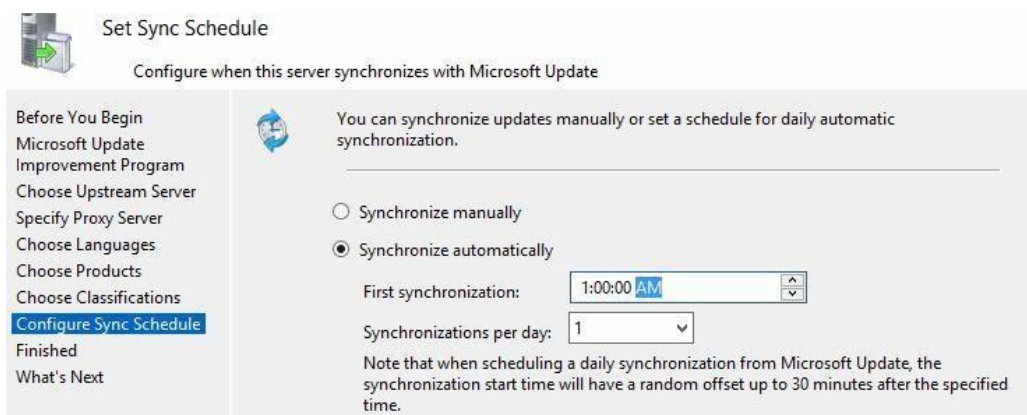 Set Sync Schedule
Configure when this server synchronizes with Microsoft Update
Before You Begin
Microsoft Update
Improvement Program
Choose Upstream Server
Specify Proxy Server
Choose Languages
Choose Products
Choose Classifications
Configure Sync Schedule
Finished
What's Next
You can synchronize updates manually or set a schedule for daily automatic
synchronization.
Synchronize manually
Synchronize automatically
First synchronization: 1:00:00 AM
Synchronizations per day: 1
Note that when scheduling a daily synchronization from Microsoft Update, the
synchronization start time will have a random offset up to 30 minutes after the specified
time.